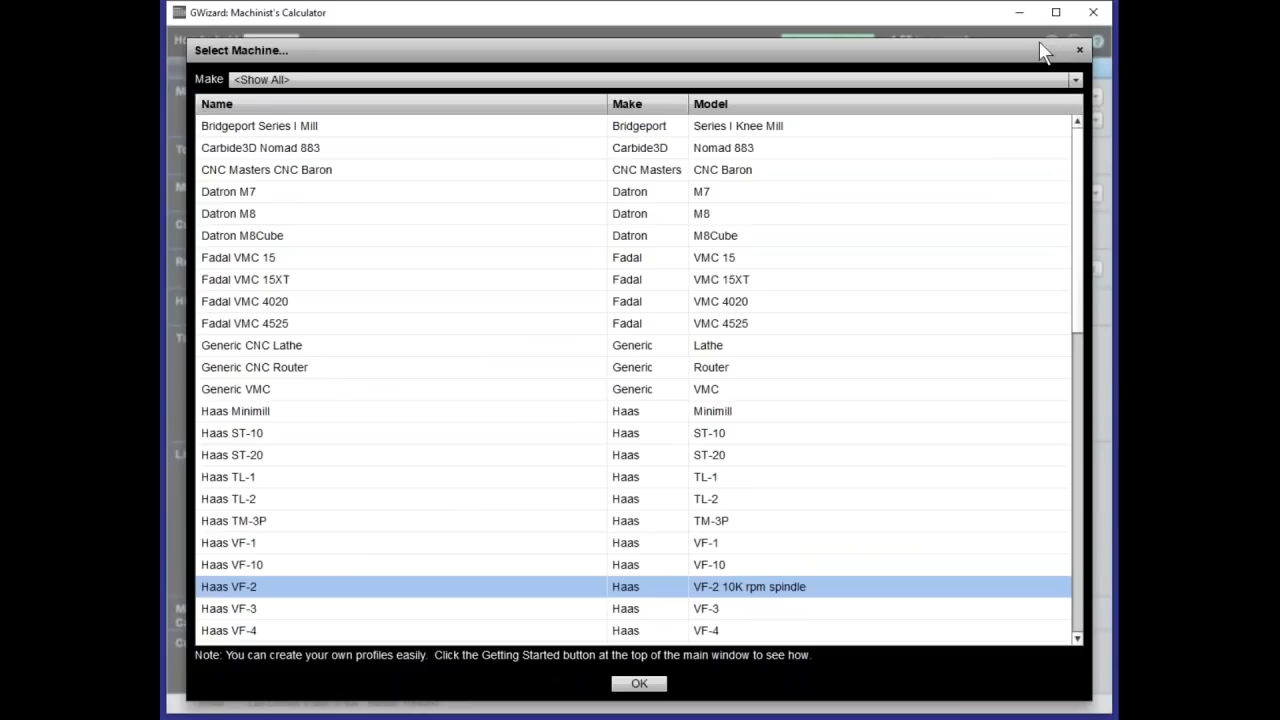 GWizard: Machinist's Calculator
Select Machine...
Make <Show All>
Name Make Model
Bridgeport Series I Mill Bridgeport Series I Knee Mill
Carbide3D Nomad 883 Carbide3D Nomad 883
CNC Masters CNC Baron CNC Masters CNC Baron
Datron M7 Datron M7
Datron M8 Datron M8
Datron M8Cube Datron M8Cube
Fadal VMC 15 Fadal VMC 15
Fadal VMC 15XT Fadal VMC 15XT
Fadal VMC 4020 Fadal VMC 4020
Fadal VMC 4525 Fadal VMC 4525
Generic CNC Lathe Generic Lathe
Generic CNC Router Generic Router
Generic VMC Generic VMC
Haas Minimill Haas Minimill
Haas ST-10 Haas ST-10
Haas ST-20 Haas ST-20
Haas TL-1 Haas TL-1
Haas TL-2 Haas TL-2
Haas TM-3P Haas TM-3P
Haas VF-1 Haas VF-1
Haas VF-10 Haas VF-10
Haas VF-2 Haas VF-2 10K rpm spindle
Haas VF-3 Haas VF-3
Haas VF-4 Haas VF-4
Note: You can create your own profiles easily. Click the Getting Started button at the top of the main window to see how.
OK